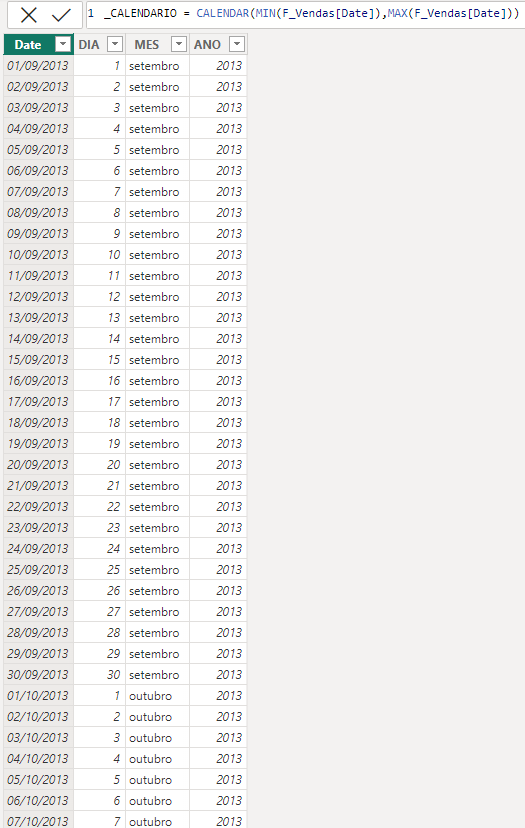 1 _CALENDARIO = CALENDAR(MIN(F_Vendas[Date]),MAX(F_Vendas[Date]))
Date DIA MES ANO
01/09/2013 1 setembro 2013
02/09/2013 2 setembro 2013
03/09/2013 3 setembro 2013
04/09/2013 4 setembro 2013
05/09/2013 5 setembro 2013
06/09/2013 6 setembro 2013
07/09/2013 7 setembro 2013
08/09/2013 8 setembro 2013
09/09/2013 9 setembro 2013
10/09/2013 10 setembro 2013
11/09/2013 11 setembro 2013
12/09/2013 12 setembro 2013
13/09/2013 13 setembro 2013
14/09/2013 14 setembro 2013
15/09/2013 15 setembro 2013
16/09/2013 16 setembro 2013
17/09/2013 17 setembro 2013
18/09/2013 18 setembro 2013
19/09/2013 19 setembro 2013
20/09/2013 20 setembro 2013
21/09/2013 21 setembro 2013
22/09/2013 22 setembro 2013
23/09/2013 23 setembro 2013
24/09/2013 24 setembro 2013
25/09/2013 25 setembro 2013
26/09/2013 26 setembro 2013
27/09/2013 27 setembro 2013
28/09/2013 28 setembro 2013
29/09/2013 29 setembro 2013
30/09/2013 30 setembro 2013
01/10/2013 1 outubro 2013
02/10/2013 2 outubro 2013
03/10/2013 3 outubro 2013
04/10/2013 4 outubro 2013
05/10/2013 5 outubro 2013
06/10/2013 6 outubro 2013
07/10/2013 7 outubro 2013